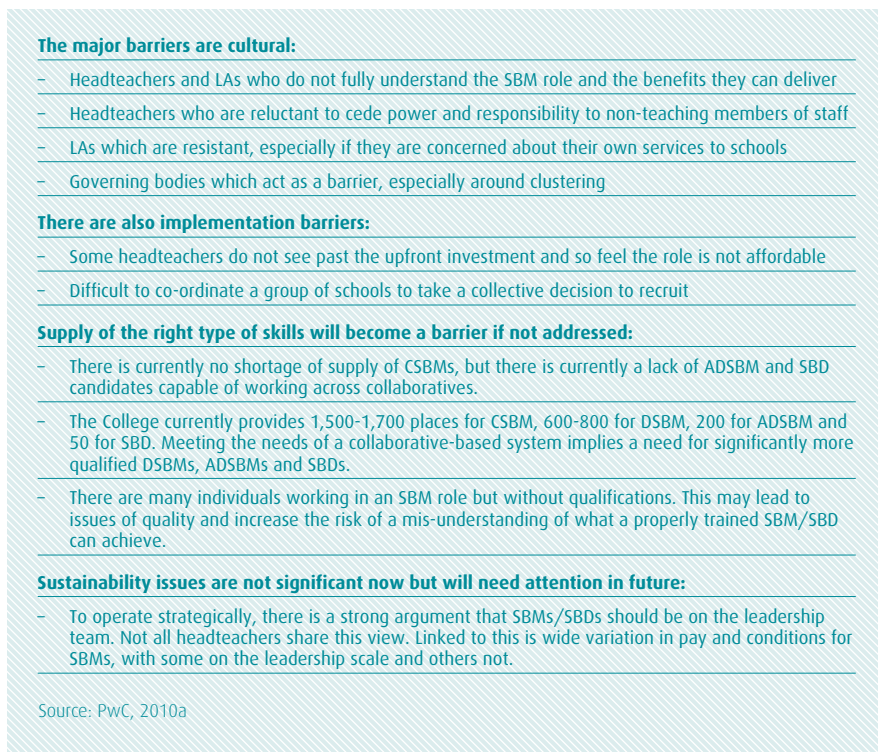 The major barriers are cultural:
– Headteachers and LAs who do not fully understand the SBM role and the benefits they can deliver
– Headteachers who are reluctant to cede power and responsibility to non-teaching members of staff
– LAs which are resistant, especially if they are concerned about their own services to schools
– Governing bodies which act as a barrier, especially around clustering
There are also implementation barriers:
– Some headteachers do not see past the upfront investment and so feel the role is not affordable
– Difficult to co-ordinate a group of schools to take a collective decision to recruit
Supply of the right type of skills will become a barrier if not addressed:
– There is currently no shortage of supply of CSBMs, but there is currently a lack of ADSBM and SBD
candidates capable of working across collaboratives.
– The College currently provides 1,500-1,700 places for CSBM, 600-800 for DSBM, 200 for ADSBM and
50 for SBD. Meeting the needs of a collaborative-based system implies a need for significantly more
qualified DSBMs, ADSBMs and SBDs.
– There are many individuals working in an SBM role but without qualifications. This may lead to
issues of quality and increase the risk of a mis-understanding of what a properly trained SBM/SBD
can achieve.
Sustainability issues are not significant now but will need attention in future:
– To operate strategically, there is a strong argument that SBMs/SBDs should be on the leadership
team. Not all headteachers share this view. Linked to this is wide variation in pay and conditions for
SBMs, with some on the leadership scale and others not.
Source: PwC, 2010a